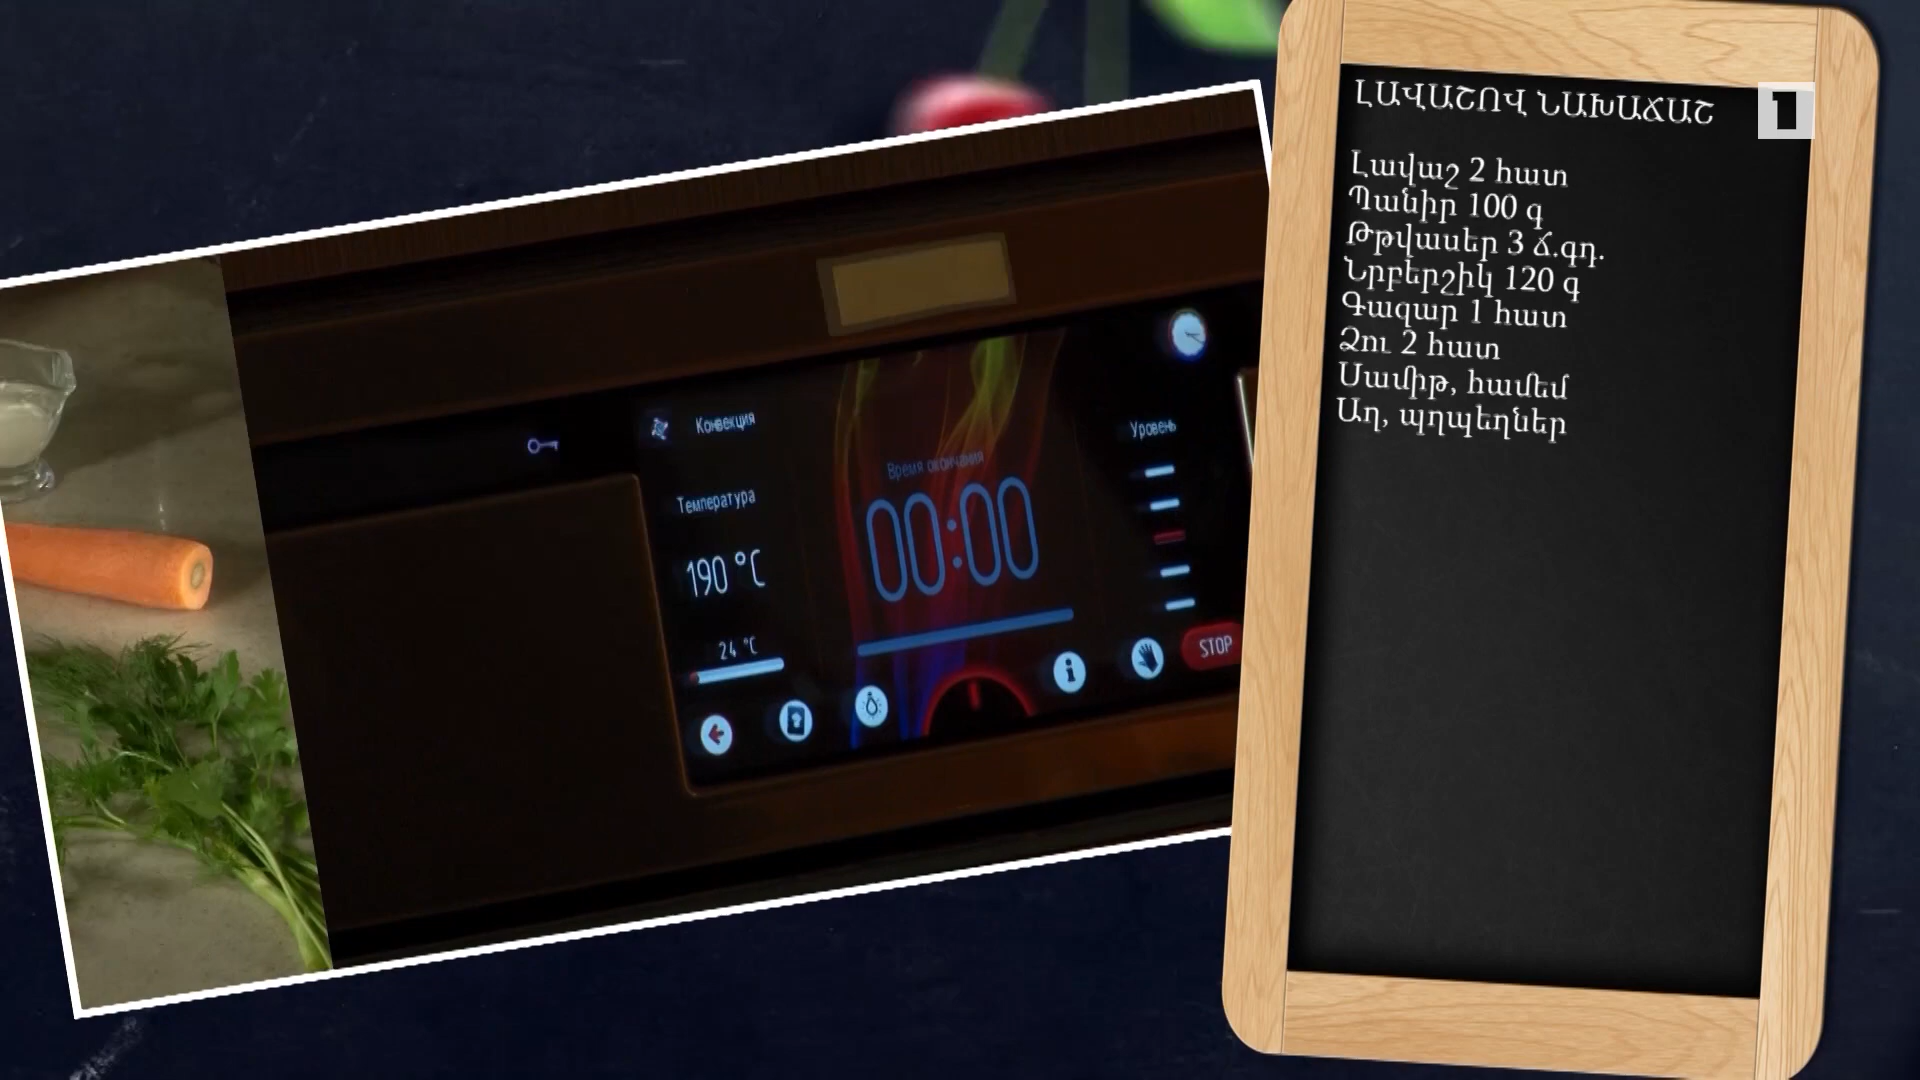 ԼԱՎԱՇՈՎ ՆԱԽԱՃԱՇ
1
Լավաշ 2 հատ
Պանիր 100 գ
Թթվասեր 3 ճ.գդ.
Նրբերշիկ 120 գ
Գազար 1 հատ
Ձու 2 հատ
Սամիթ, համեմ
Աղ, պղպեղներ
Конвекция
Температура
190 °C
24 °C
Время окончания
00:00
Уровень
STOP